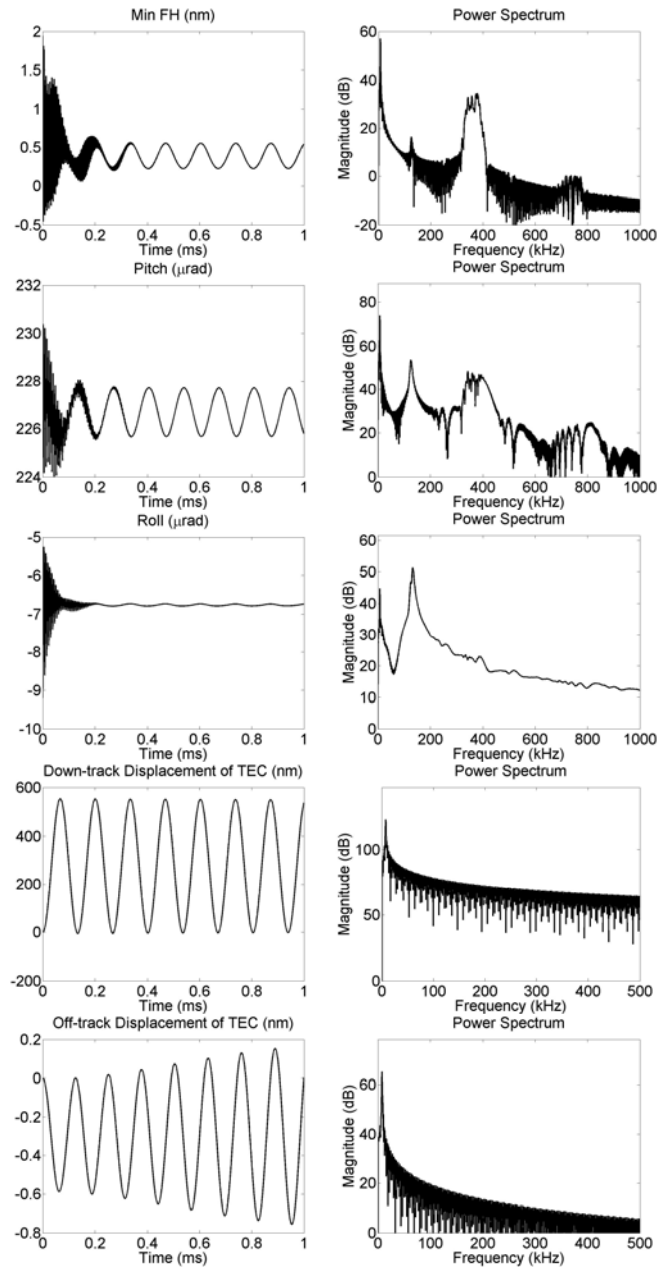 Min FH (nm)
Power Spectrum
2
1.5
1
0.5
0
-0.5
0 0.2 0.4 0.6 0.8 1
Time (ms)
Magnitude (dB)
60
40
20
0
-20
0 200 400 600 800 1000
Frequency (kHz)
Pitch (μrad)
Power Spectrum
232
230
228
226
224
0 0.2 0.4 0.6 0.8 1
Time (ms)
Magnitude (dB)
80
60
40
20
0
0 200 400 600 800 1000
Frequency (kHz)
Roll (μrad)
Power Spectrum
-5
-6
-7
-8
-9
-10
0 0.2 0.4 0.6 0.8 1
Time (ms)
Magnitude (dB)
60
50
40
30
20
10
0
0 200 400 600 800 1000
Frequency (kHz)
Down-track Displacement of TEC (nm)
Power Spectrum
600
400
200
0
-200
0 0.2 0.4 0.6 0.8 1
Time (ms)
Magnitude (dB)
100
50
0
0 100 200 300 400 500
Frequency (kHz)
Off-track Displacement of TEC (nm)
Power Spectrum
0.2
0
-0.2
-0.4
-0.6
-0.8
0 0.2 0.4 0.6 0.8 1
Time (ms)
Magnitude (dB)
60
40
20
0
0 100 200 300 400 500
Frequency (kHz)